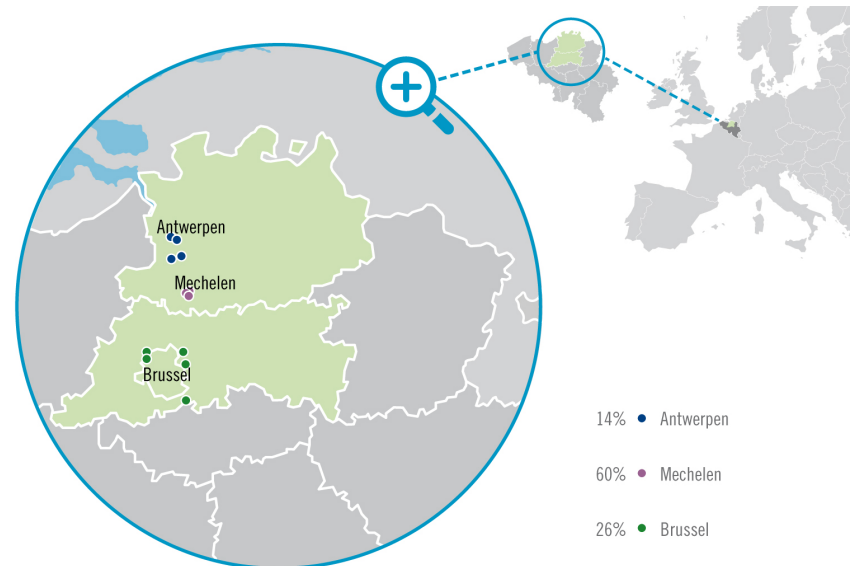 Antwerpen
Mechelen
Brussel
14% Antwerpen
60% Mechelen
26% Brussel